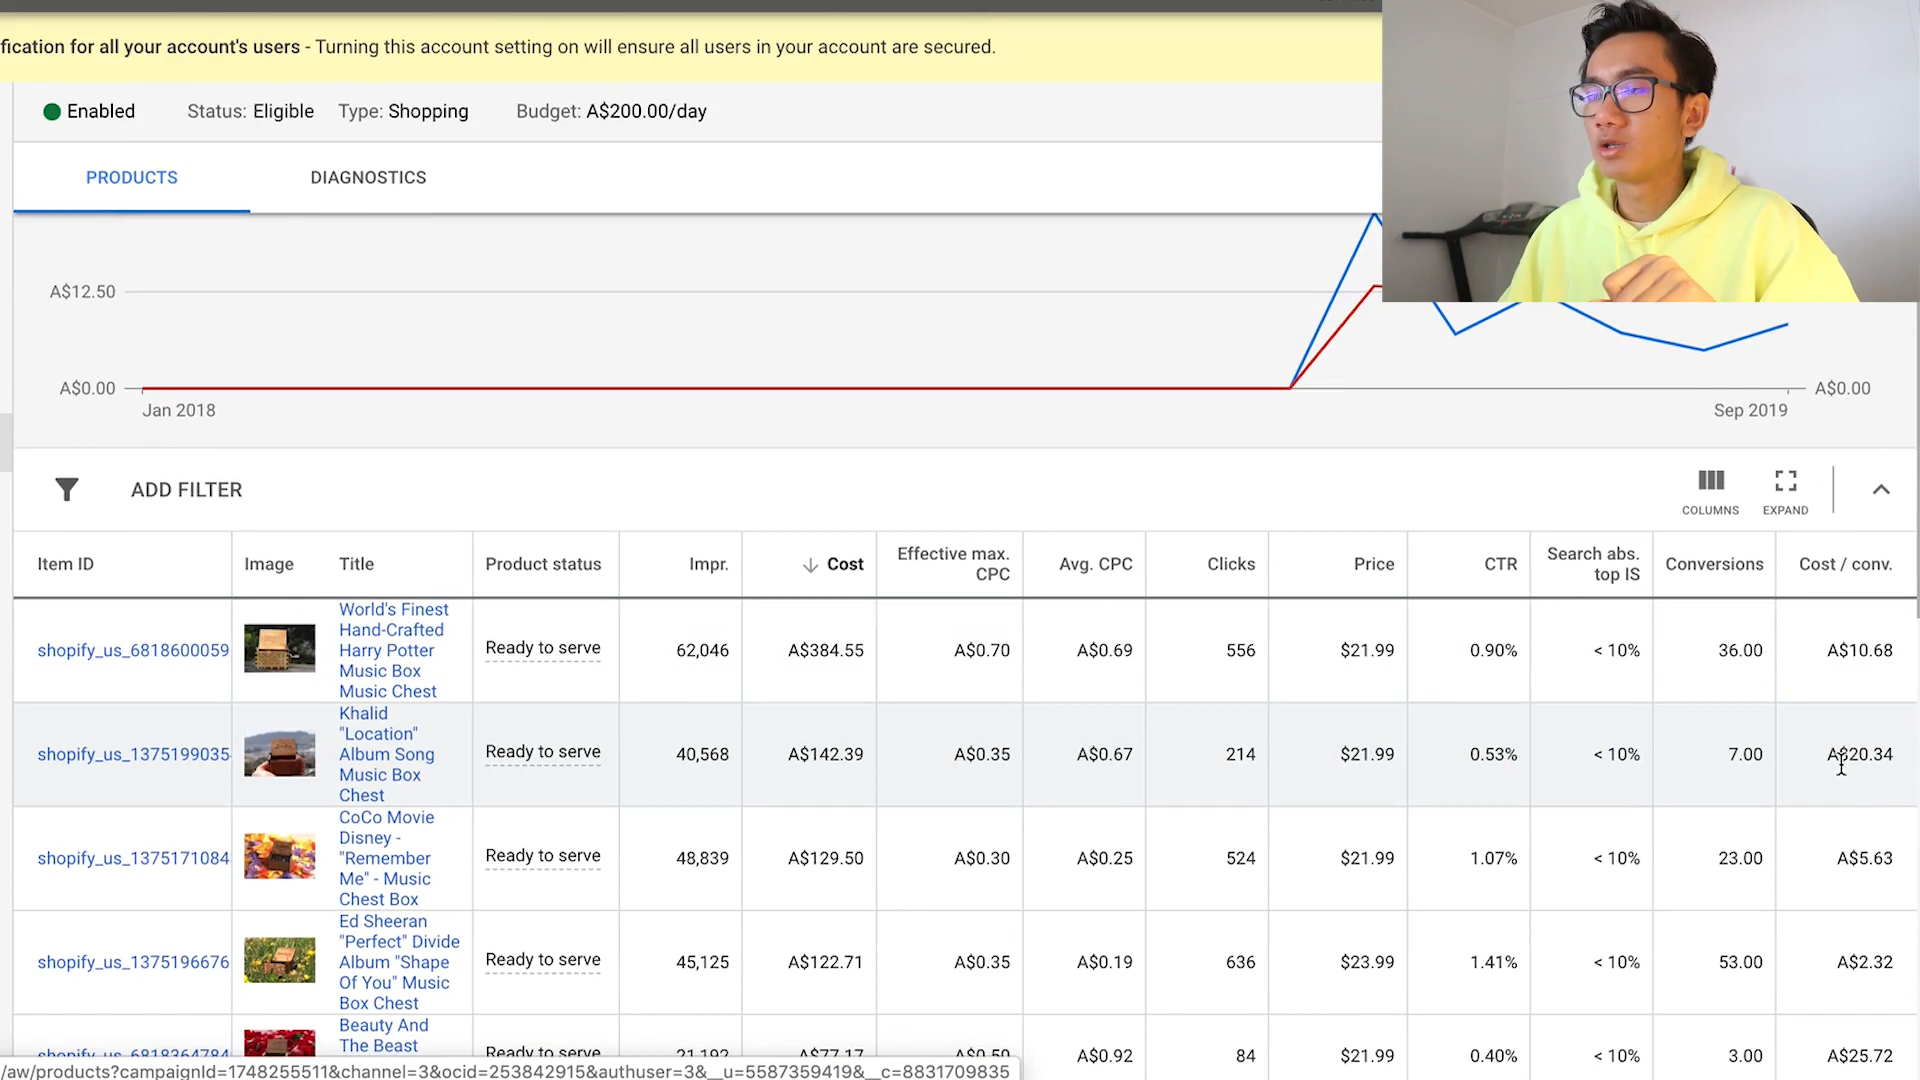 fication for all your account's users - Turning this account setting on will ensure all users in your account are secured.
Enabled Status: Eligible Type: Shopping Budget: A$200.00/day
PRODUCTS DIAGNOSTICS
A$12.50
A$0.00 A$0.00
Jan 2018 Sep 2019
ADD FILTER COLUMNS EXPAND
Item ID Image Title Product status Impr. Cost Effective max. CPC Avg. CPC Clicks Price CTR Search abs. top IS Conversions Cost / conv.
World's Finest
Hand-Crafted
shopify_us_6818600059 Harry Potter Ready to serve 62,046 A$384.55 A$0.70 A$0.69 556 $21.99 0.90% < 10% 36.00 A$10.68
Music Box
Music Chest
Khalid
"Location"
shopify_us_1375199035 Album Song Ready to serve 40,568 A$142.39 A$0.35 A$0.67 214 $21.99 0.53% < 10% 7.00 A$20.34
Music Box
Chest
CoCo Movie
Disney -
shopify_us_1375171084 "Remember Ready to serve 48,839 A$129.50 A$0.30 A$0.25 524 $21.99 1.07% < 10% 23.00 A$5.63
Me" - Music
Chest Box
Ed Sheeran
"Perfect" Divide
shopify_us_1375196676 Album "Shape Ready to serve 45,125 A$122.71 A$0.35 A$0.19 636 $23.99 1.41% < 10% 53.00 A$2.32
Of You" Music
Box Chest
Beauty And
The Beast
shopify_us_6818364784 Ready to serve 21,192 A$77.17 A$0.50 A$0.92 84 $21.99 0.40% < 10% 3.00 A$25.72
/aw/products?campaignId=1748255511&channel=3&ocid=253842915&authuser=3&__u=5587359419&__c=8831709835